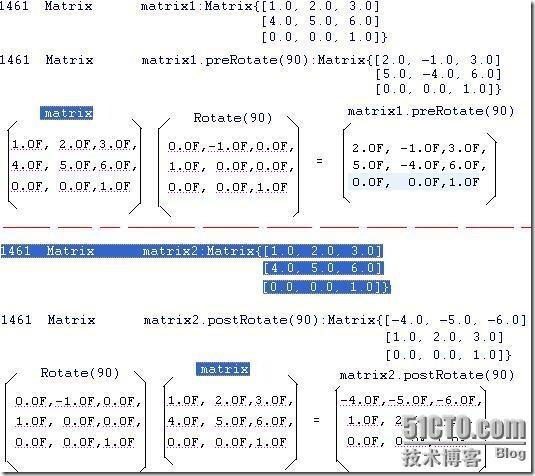 1461 Matrix matrix1:Matrix{[1.0, 2.0, 3.0]
[4.0, 5.0, 6.0]
[0.0, 0.0, 1.0]}
1461 Matrix matrix1.preRotate(90):Matrix{[2.0, -1.0, 3.0]
[5.0, -4.0, 6.0]
[0.0, 0.0, 1.0]}
matrix Rotate(90) matrix1.preRotate(90)
1.0F, 2.0F,3.0F, 0.0F,-1.0F,0.0F, 2.0F, -1.0F,3.0F,
4.0F, 5.0F,6.0F, 1.0F, 0.0F,0.0F, = 5.0F, -4.0F,6.0F,
0.0F, 0.0F,1.0F 0.0F, 0.0F,1.0F 0.0F, 0.0F,1.0F
1461 Matrix matrix2:Matrix{[1.0, 2.0, 3.0]
[4.0, 5.0, 6.0]
[0.0, 0.0, 1.0]}
1461 Matrix matrix2.postRotate(90):Matrix{[-4.0, -5.0, -6.0]
[1.0, 2.0, 3.0]
[0.0, 0.0, 1.0]}
Rotate(90) matrix matrix2.postRotate(90)
0.0F,-1.0F,0.0F, 1.0F, 2.0F,3.0F, -4.0F,-5.0F,-6.0F,
1.0F, 0.0F,0.0F, 4.0F, 5.0F,6.0F, = 1.0F,
0.0F, 0.0F,1.0F 0.0F, 0.0F,1.0F 0.0F,
51CTO.com
技术博客 Blog